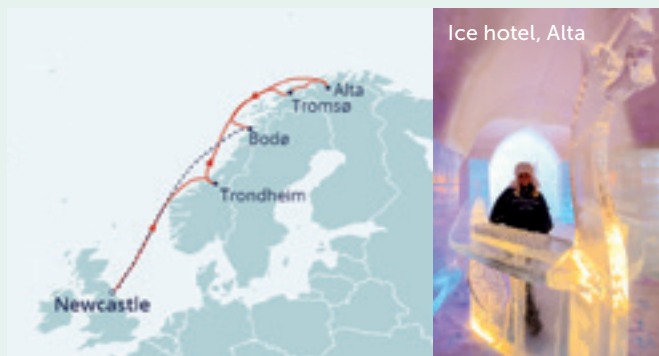 Ice hotel, Alta
Alta
Tromsø
Bodø
Trondheim
Newcastle